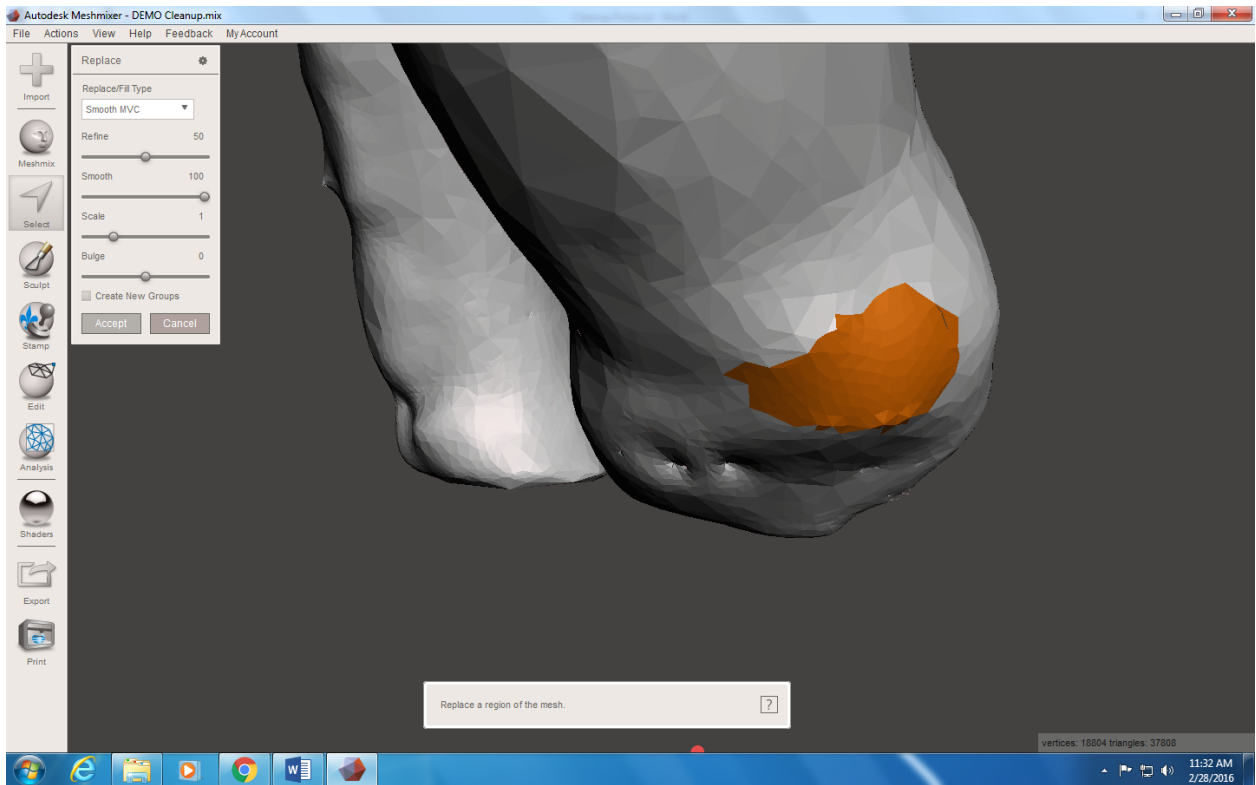 Autodesk Meshmixer - DEMO Cleanup.mix
File Actions View Help Feedback My Account
Import
Meshmix
Select
Sculpt
Stamp
Edit
Analysis
Shaders
Export
Print
Replace
Replace/Fill Type
Smooth MVC
Refine 50
Smooth 100
Scale 1
Bulge 0
Create New Groups
Accept Cancel
Replace a region of the mesh. ?
vertices: 18804 triangles: 37808
11:32 AM
2/28/2016